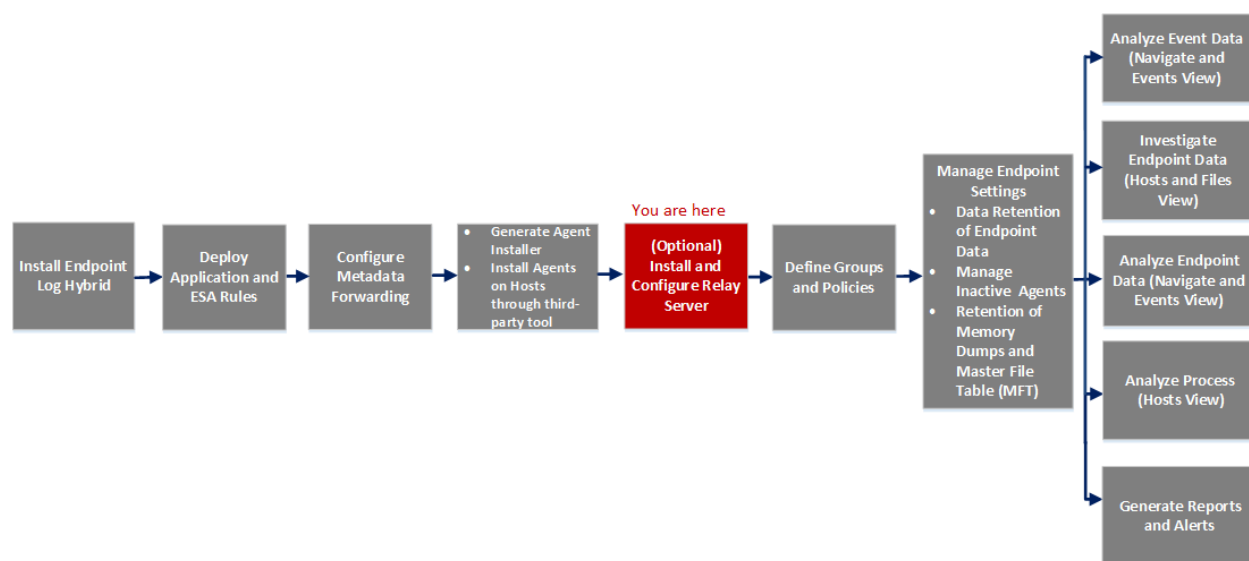 Install Endpoint
Log Hybrid
Deploy
Application and
ESA Rules
Configure
Metadata
Forwarding
• Generate Agent
Installer
• Install Agents
on Hosts
through third-
party tool
You are here
(Optional)
Install and
Configure Relay
Server
Define Groups
and Policies
Manage Endpoint
Settings
• Data Retention
of Endpoint
Data
• Manage
Inactive Agents
• Retention of
Memory
Dumps and
Master File
Table (MFT)
Analyze Event Data
(Navigate and
Events View)
Investigate
Endpoint Data
(Hosts and Files
View)
Analyze Endpoint
Data (Navigate and
Events View)
Analyze Process
(Hosts View)
Generate Reports
and Alerts